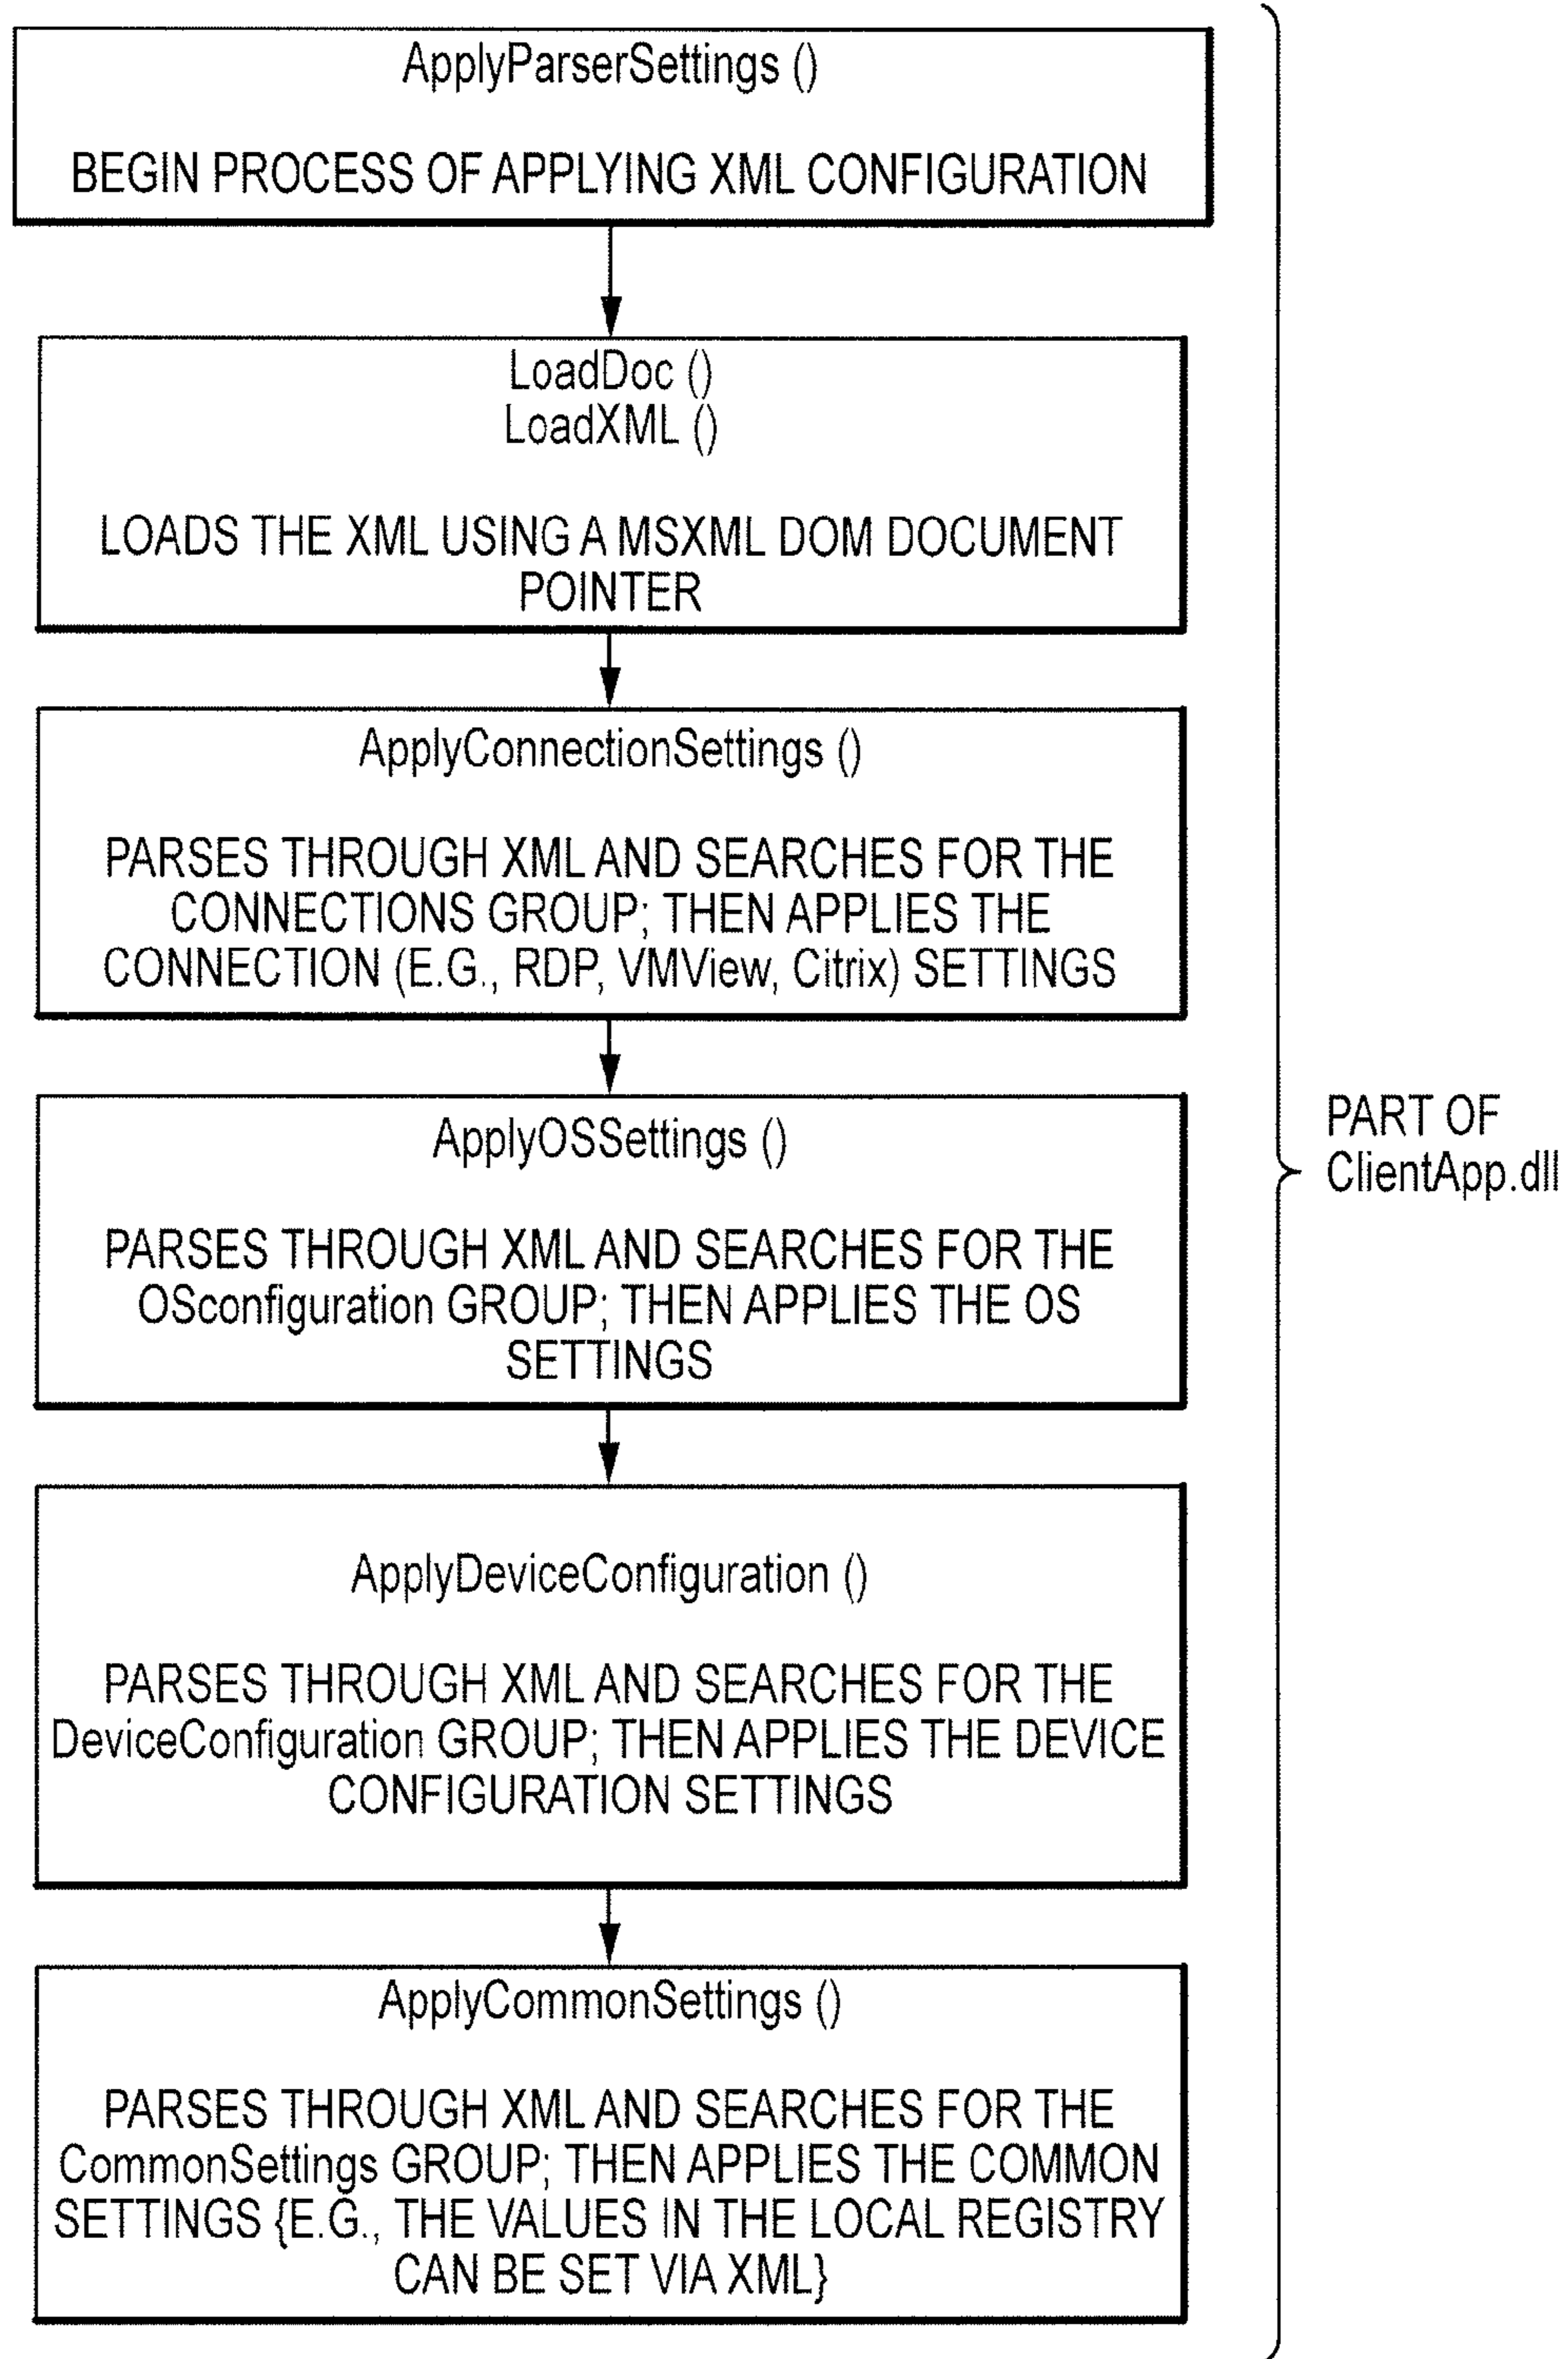 ApplyParserSettings ()
BEGIN PROCESS OF APPLYING XML CONFIGURATION
LoadDoc ()
LoadXML ()
LOADS THE XML USING A MSXML DOM DOCUMENT
POINTER
ApplyConnectionSettings ()
PARSES THROUGH XML AND SEARCHES FOR THE
CONNECTIONS GROUP; THEN APPLIES THE
CONNECTION (E.G., RDP, VMView, Citrix) SETTINGS
ApplyOSSettings ()
PARSES THROUGH XML AND SEARCHES FOR THE
OSconfiguration GROUP; THEN APPLIES THE OS
SETTINGS
ApplyDeviceConfiguration ()
PARSES THROUGH XML AND SEARCHES FOR THE
DeviceConfiguration GROUP; THEN APPLIES THE DEVICE
CONFIGURATION SETTINGS
ApplyCommonSettings ()
PARSES THROUGH XML AND SEARCHES FOR THE
CommonSettings GROUP; THEN APPLIES THE COMMON
SETTINGS {E.G., THE VALUES IN THE LOCAL REGISTRY
CAN BE SET VIA XML}
PART OF
ClientApp.dll